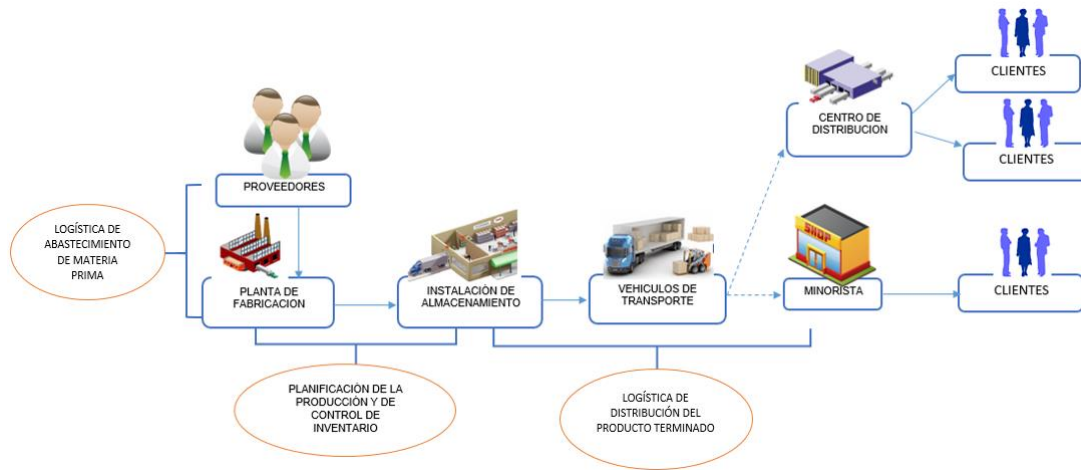 CLIENTES
CENTRO DE
DISTRIBUCION
CLIENTES
PROVEEDORES
LOGÍSTICA DE
ABASTECIMIENTO
DE MATERIA
PRIMA
SHOP
PLANTA DE
FABRICACION
INSTALACIÓN DE
ALMACENAMIENTO
VEHICULOS DE
TRANSPORTE
MINORISTA
CLIENTES
PLANIFICACIÓN DE LA
PRODUCCIÓN Y DE
CONTROL DE
INVENTARIO
LOGÍSTICA DE
DISTRIBUCIÓN DEL
PRODUCTO TERMINADO